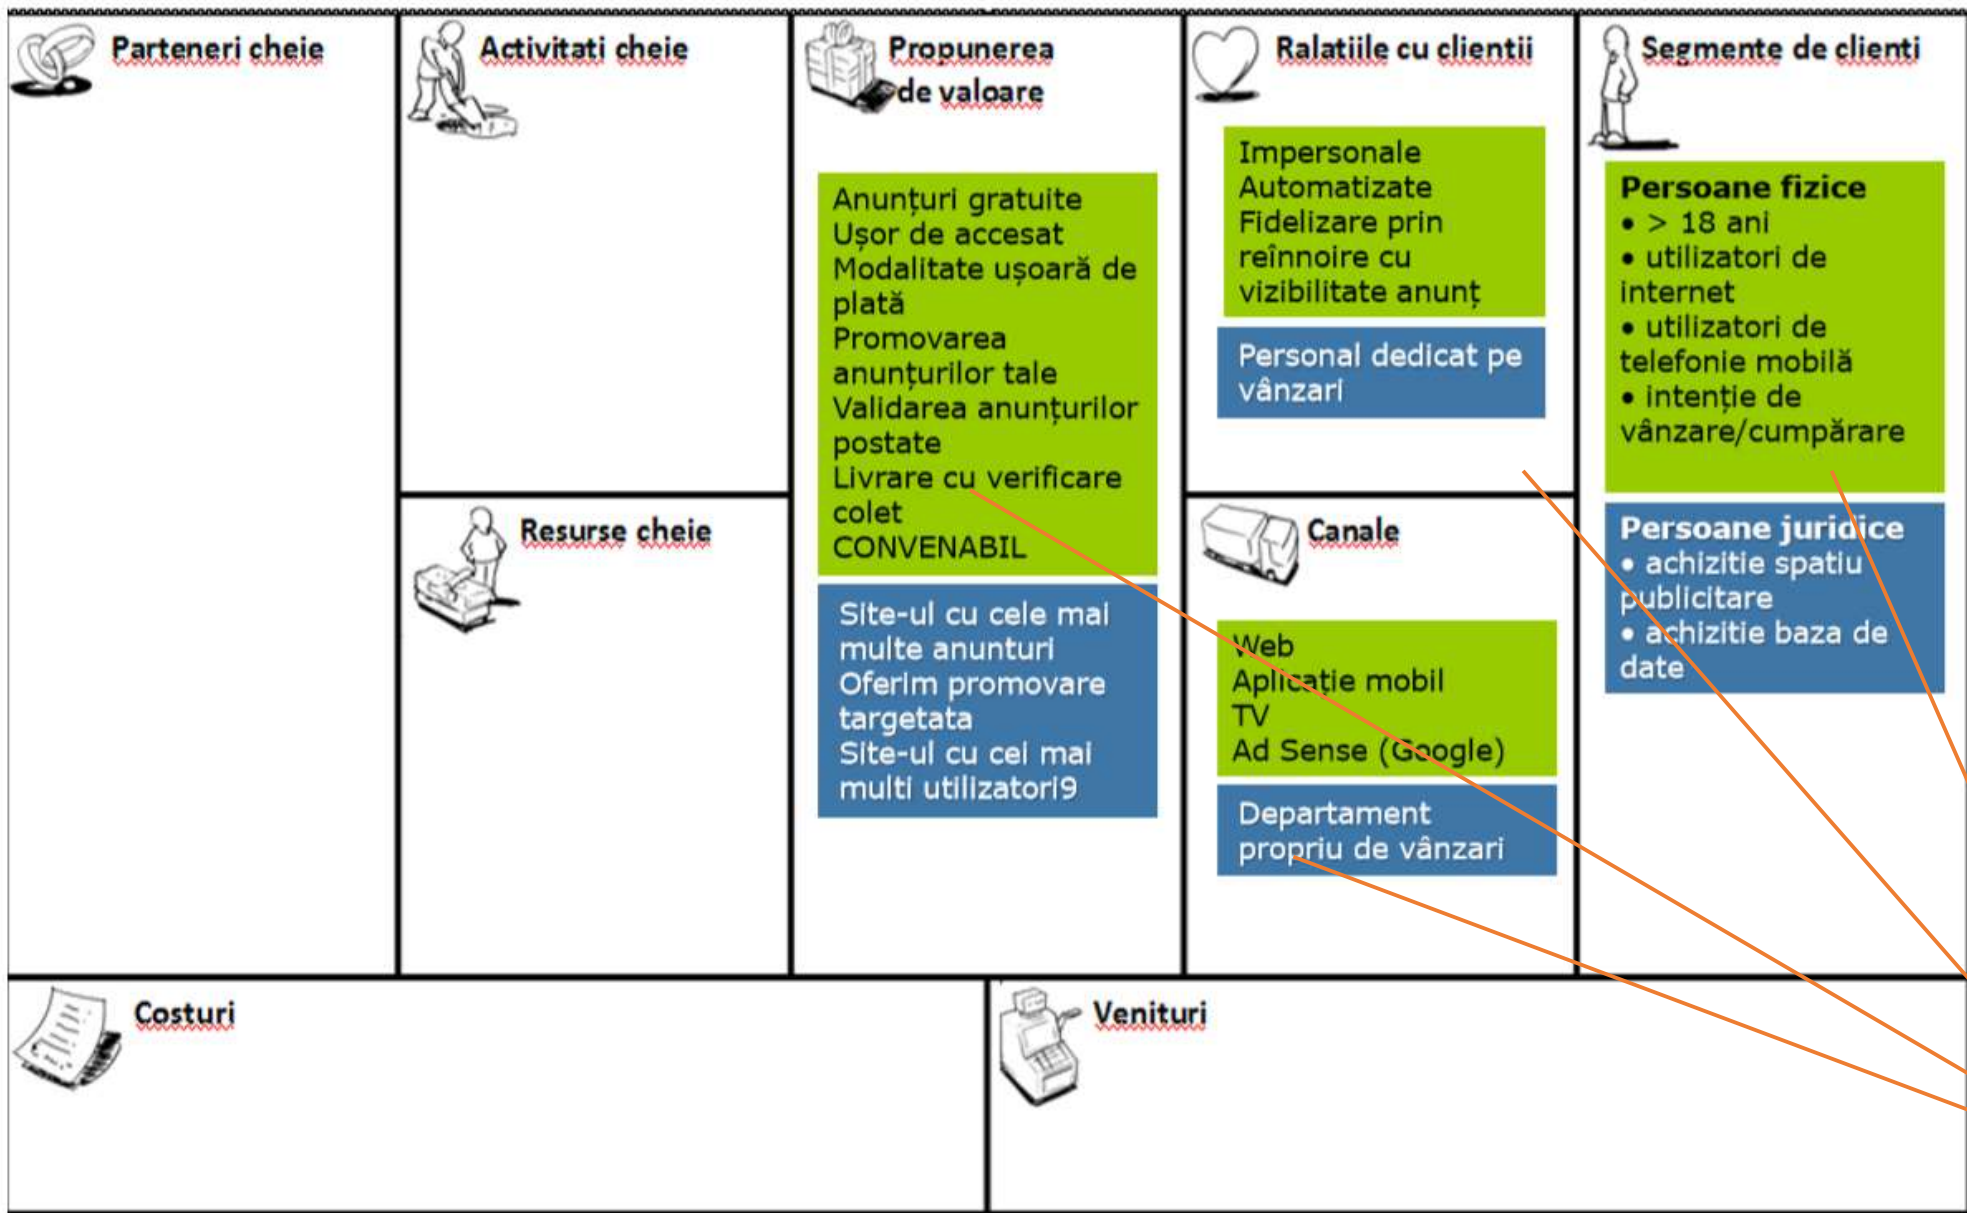 Parteneri cheie
Activitati cheie
Resurse cheie
Propunerea
de valoare
Anunțuri gratuite
Ușor de accesat
Modalitate ușoară de
plată
Promovarea
anunțurilor tale
Validarea anunțurilor
postate
Livrare cu verificare
colet
CONVENABIL
Site-ul cu cele mai
multe anunturi
Oferim promovare
targetata
Site-ul cu cei mai
multi utilizatori9
Ralatiile cu clientii
Impersonale
Automatizate
Fidelizare prin
reînnoire cu
vizibilitate anunț
Personal dedicat pe
vânzari
Canale
Web
Aplicație mobil
TV
Ad Sense (Google)
Departament
propriu de vânzari
Segmente de clienti
Persoane fizice
• > 18 ani
• utilizatori de
internet
• utilizatori de
telefonie mobilă
• intenție de
vânzare/cumpărare
Persoane juridice
• achizitie spatiu
publicitare
• achizitie baza de
date
Costuri
Venituri